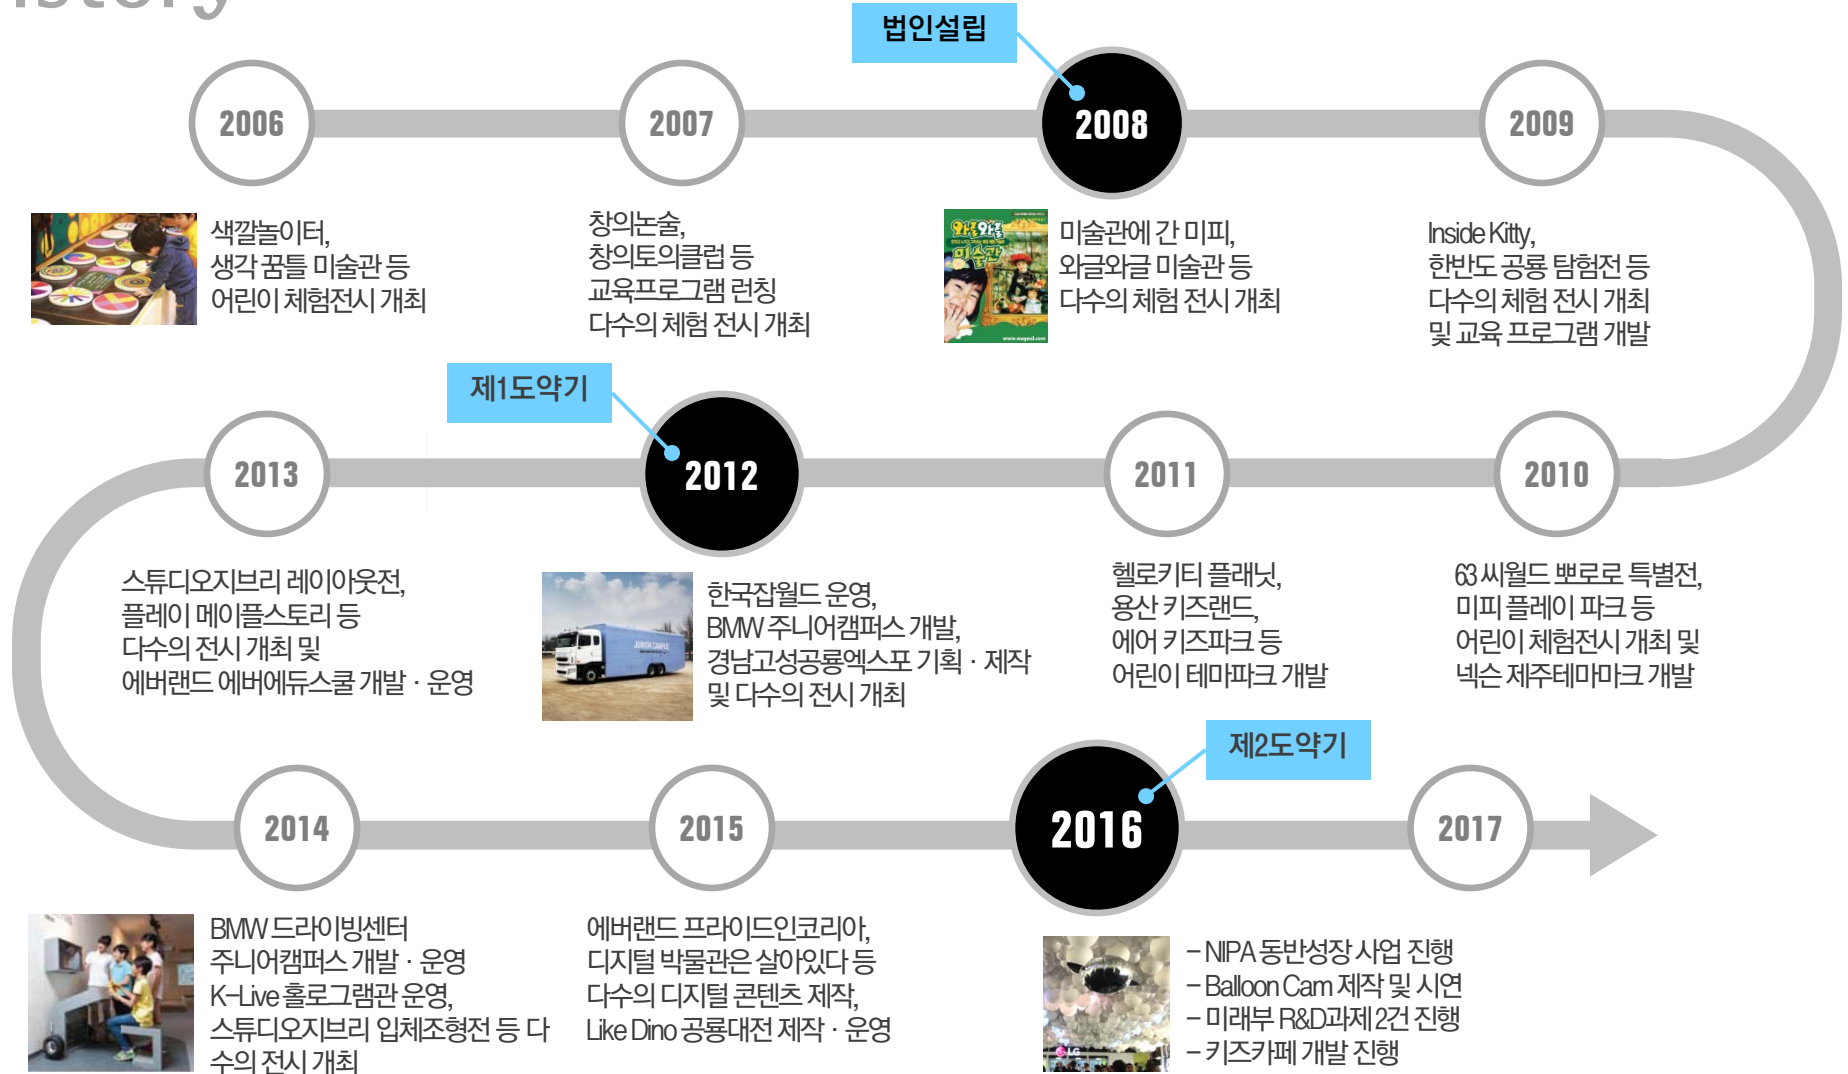 법인설립
2006
2007
2008
2009
색깔놀이터,
생각 꿈틀 미술관 등
어린이 체험전시 개최
창의논술,
창의토의클럽 등
교육프로그램 런칭
다수의 체험 전시 개최
와글와글
미술관
www.wageul.com
미술관에 간 미피,
와글와글 미술관 등
다수의 체험 전시 개최
Inside Kitty,
한반도 공룡 탐험전 등
다수의 체험 전시 개최
및 교육 프로그램 개발
제1도약기
2013
2012
2011
2010
스튜디오지브리 레이아웃전,
플레이 메이플스토리 등
다수의 전시 개최 및
에버랜드 에버에듀스쿨 개발 · 운영
JUNIOR CAMPUS
한국잡월드 운영,
BMW 주니어캠퍼스 개발,
경남고성공룡엑스포 기획 · 제작
및 다수의 전시 개최
헬로키티 플래닛,
용산 키즈랜드,
에어 키즈파크 등
어린이 테마파크 개발
63 씨월드 뽀로로 특별전,
미피 플레이 파크 등
어린이 체험전시 개최 및
넥슨 제주테마마크 개발
제2도약기
2014
2015
2016
2017
BMW 드라이빙센터
주니어캠퍼스 개발 · 운영
K-Live 홀로그램관 운영,
스튜디오지브리 입체조형전 등 다
수의 전시 개최
에버랜드 프라이드인코리아,
디지털 박물관은 살아있다 등
다수의 디지털 콘텐츠 제작,
Like Dino 공룡대전 제작 · 운영
LG
- NIPA 동반성장 사업 진행
- Balloon Cam 제작 및 시연
- 미래부 R&D과제 2건 진행
- 키즈카페 개발 진행